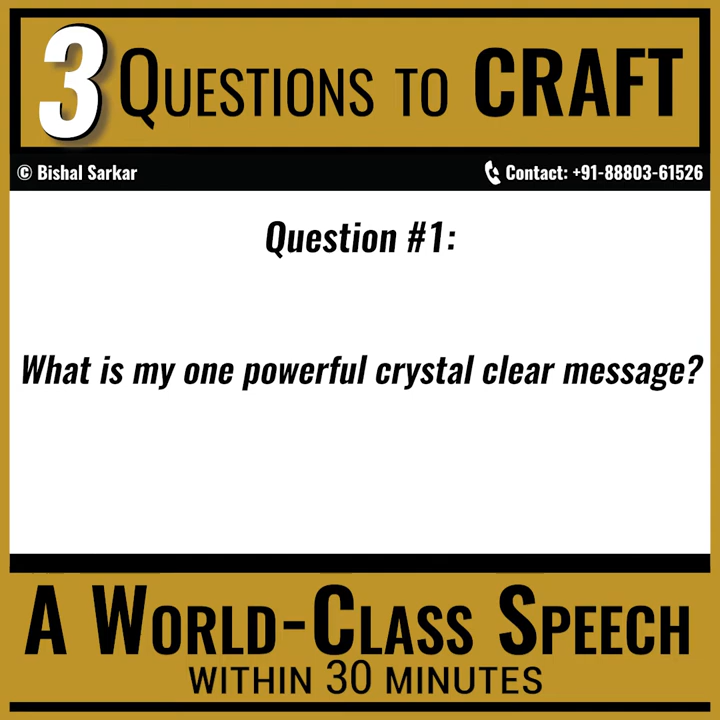 3 QUESTIONS TO CRAFT
© Bishal Sarkar
Contact: +91-88803-61526
Question #1:
What is my one powerful crystal clear message?
A WORLD-CLASS SPEECH
WITHIN 30 MINUTES